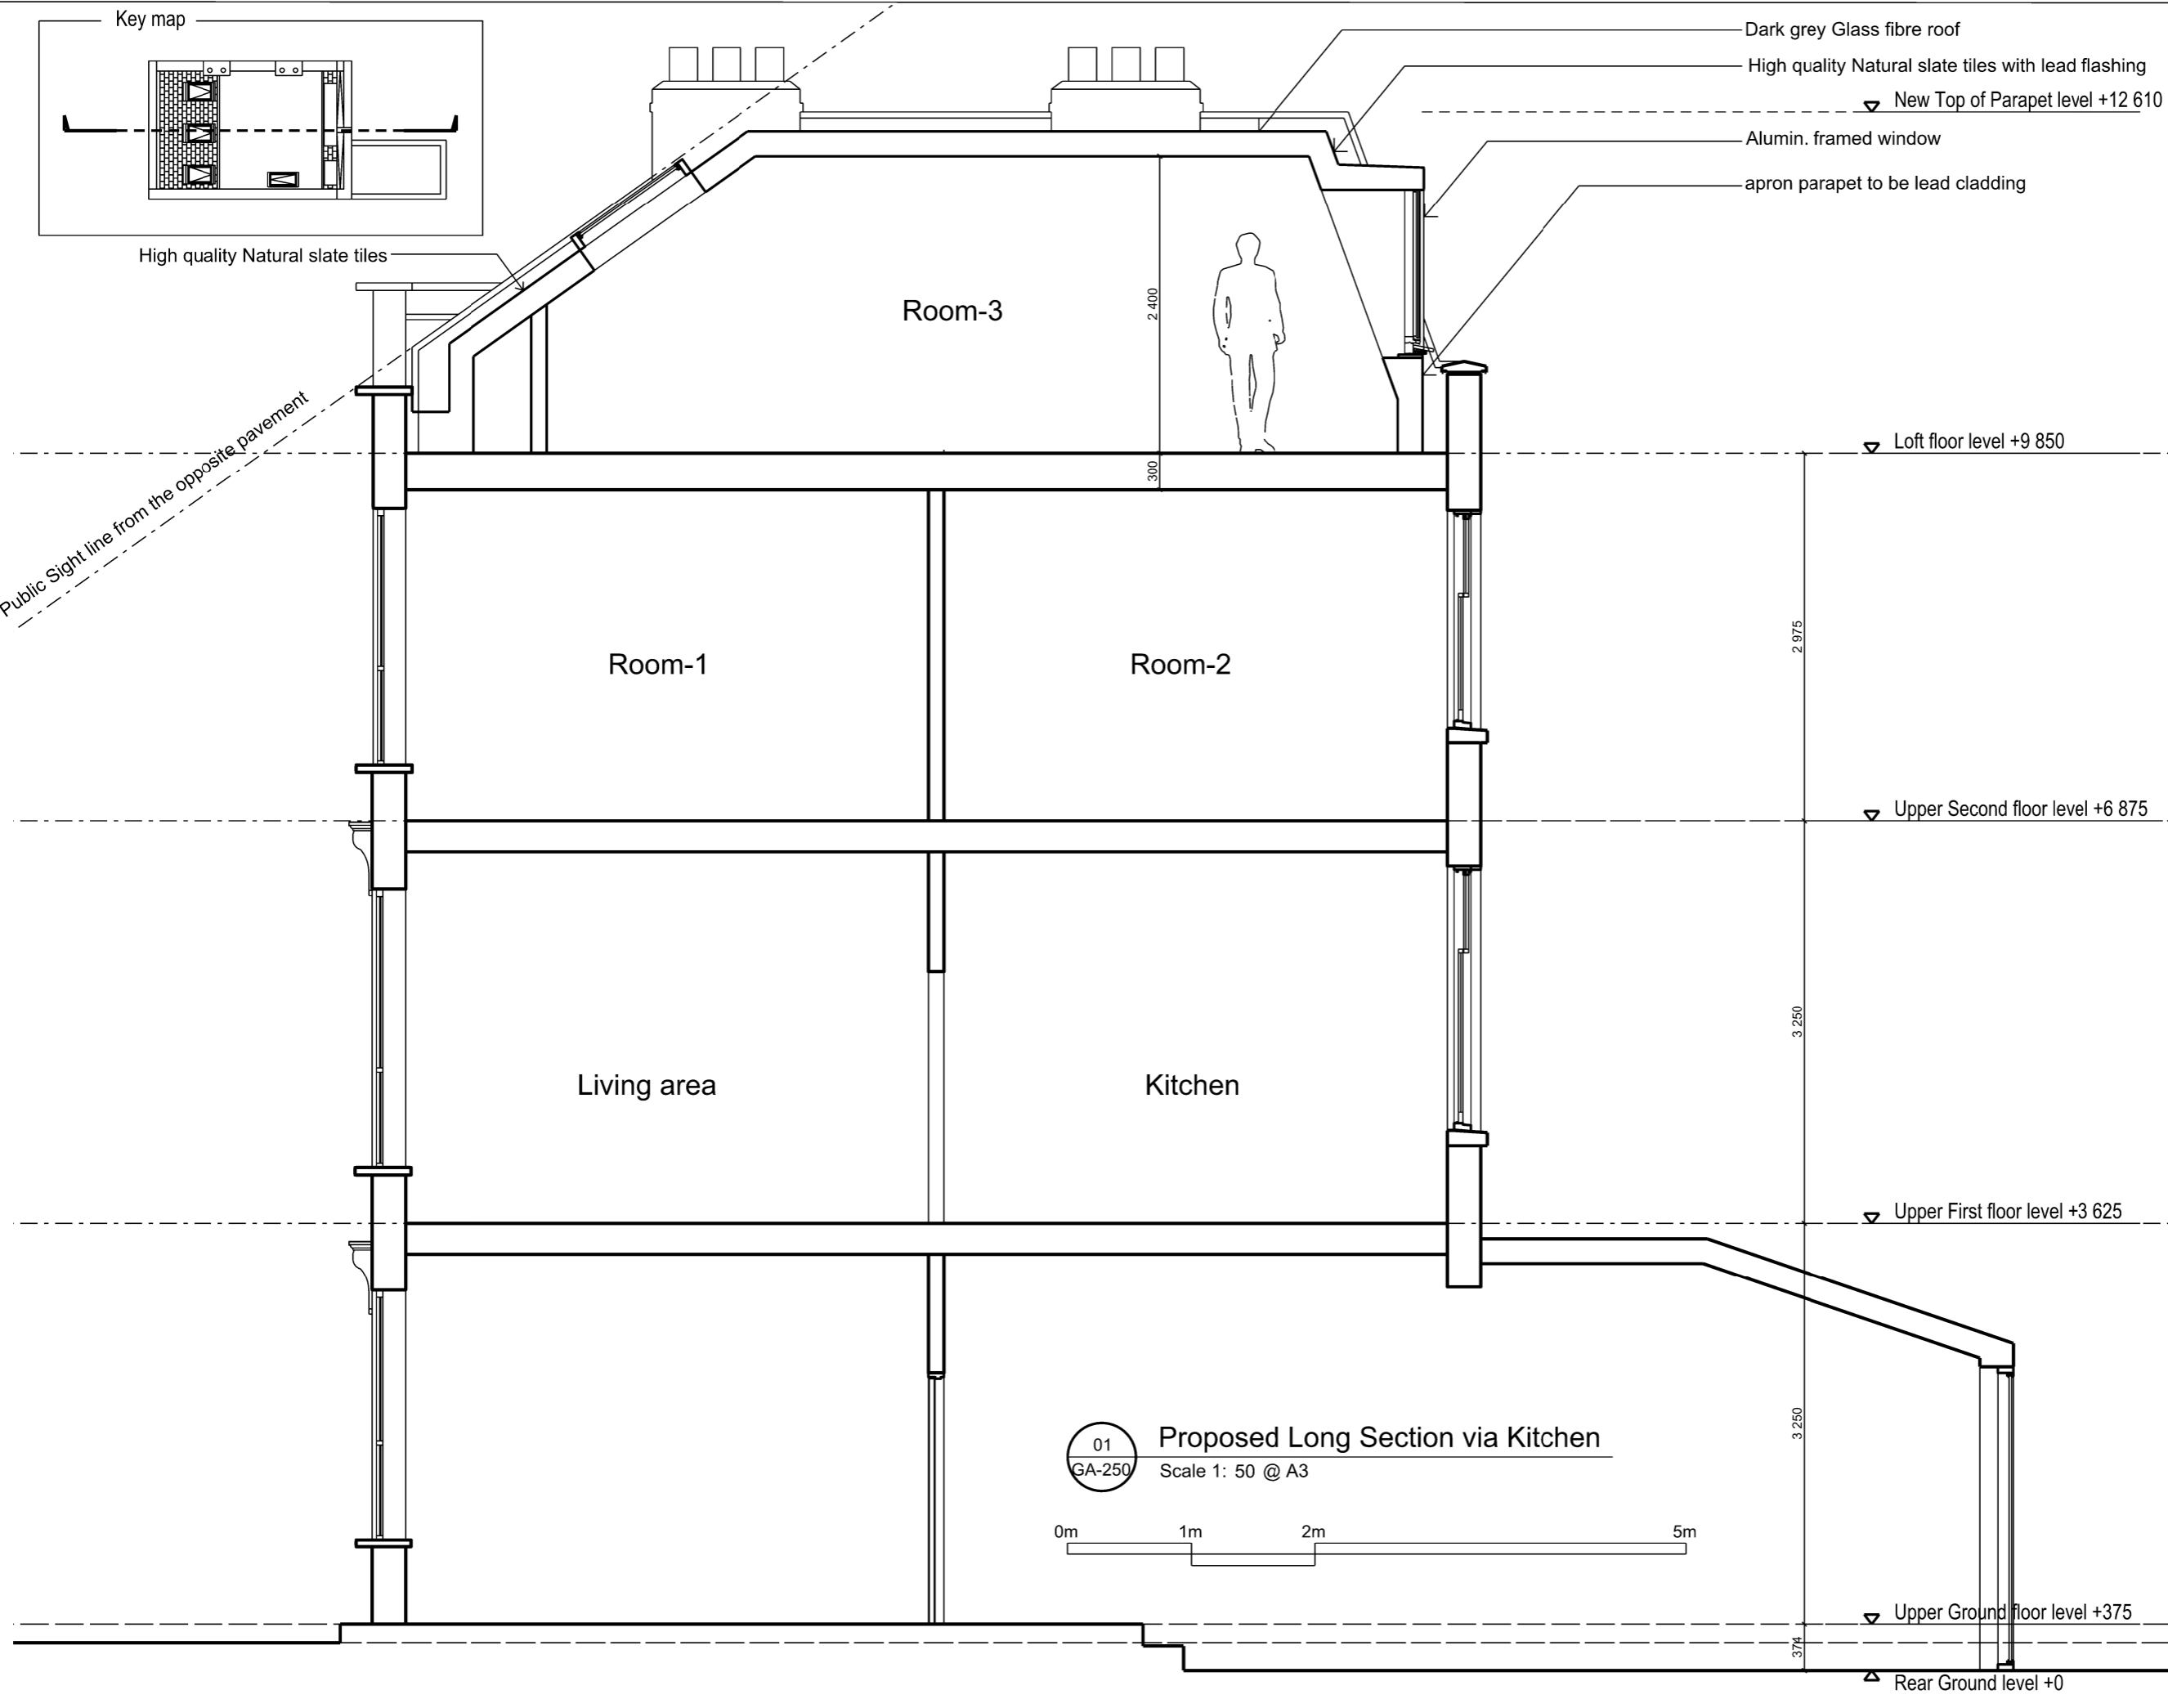 Key map
Dark grey Glass fibre roof
High quality Natural slate tiles with lead flashing
New Top of Parapet level +12 610
Alumin. framed window
apron parapet to be lead cladding
High quality Natural slate tiles
Room-3
2 400
Public Sight line from the opposite pavement
Loft floor level +9 850
300
Room-1
Room-2
2 975
Upper Second floor level +6 875
3 250
Living area
Kitchen
Upper First floor level +3 625
3 250
01
GA-250
Proposed Long Section via Kitchen
Scale 1: 50 @ A3
0m 1m 2m 5m
Upper Ground floor level +375
374
Rear Ground level +0